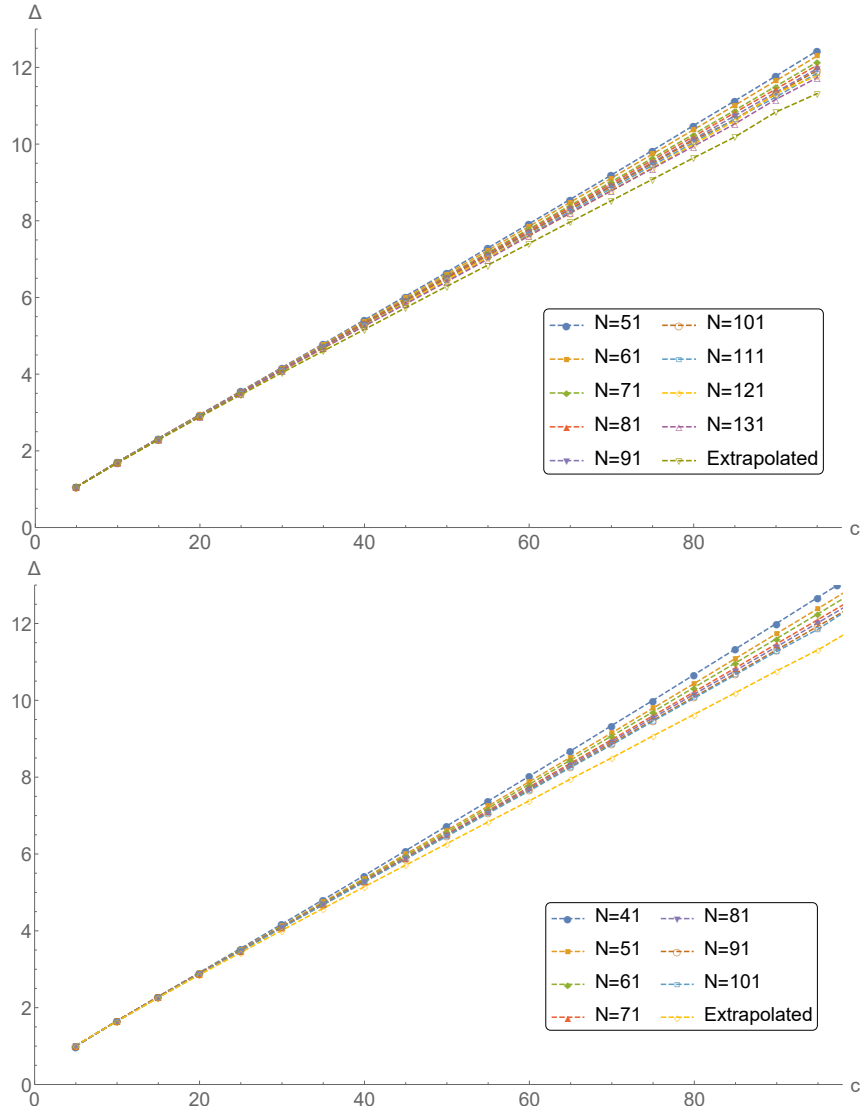 Δ
12
10
8
6
4
2
0
0 20 40 60 80 c
N=51 N=101
N=61 N=111
N=71 N=121
N=81 N=131
N=91 Extrapolated
Δ
12
10
8
6
4
2
0
0 20 40 60 80 c
N=41 N=81
N=51 N=91
N=61 N=101
N=71 Extrapolated